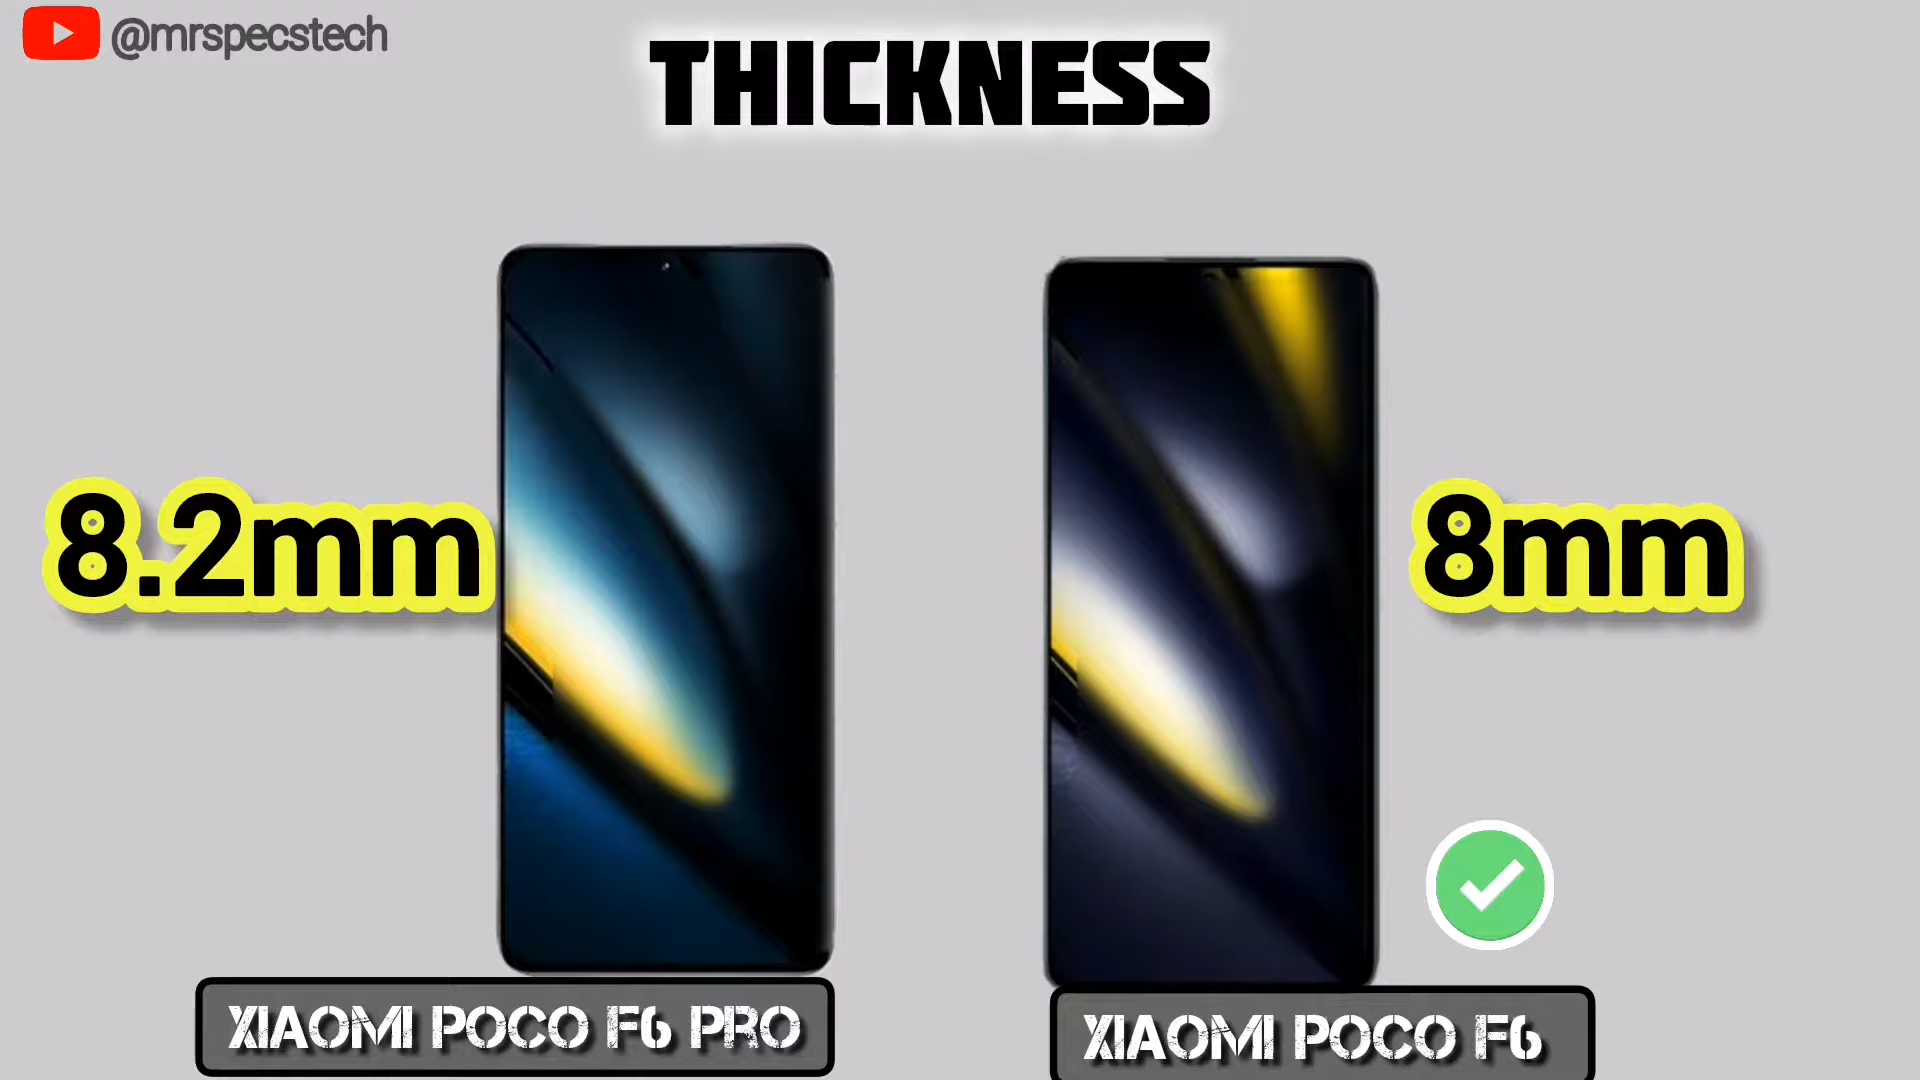 @mrspecstech
THICKNESS
8.2mm
8mm
XIAOMI POCO F6 PRO
XIAOMI POCO F6